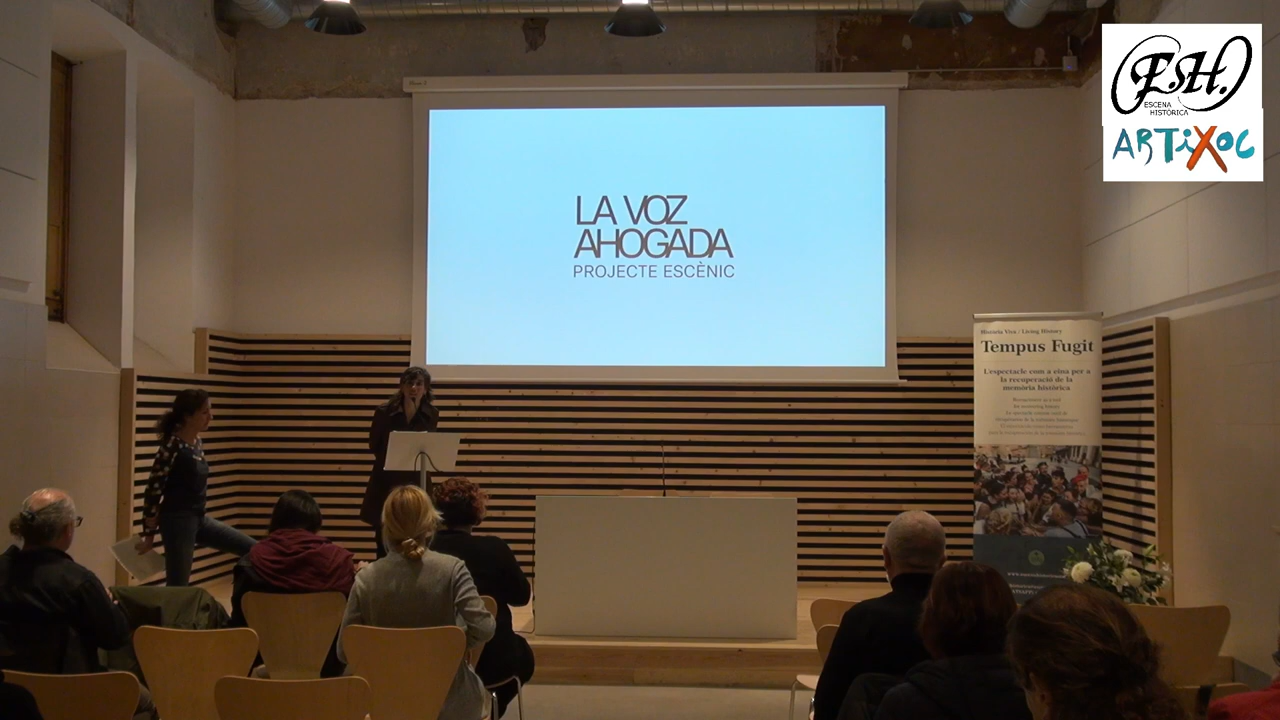 E.S.H.
ESCENA
HISTÒRICA
ARTiXOC
LA VOZ
AHOGADA
PROJECTE ESCÈNIC
Història Viva / Living History
Tempus Fugit
L'espectacle com a eina per a
la recuperació de la
memòria històrica